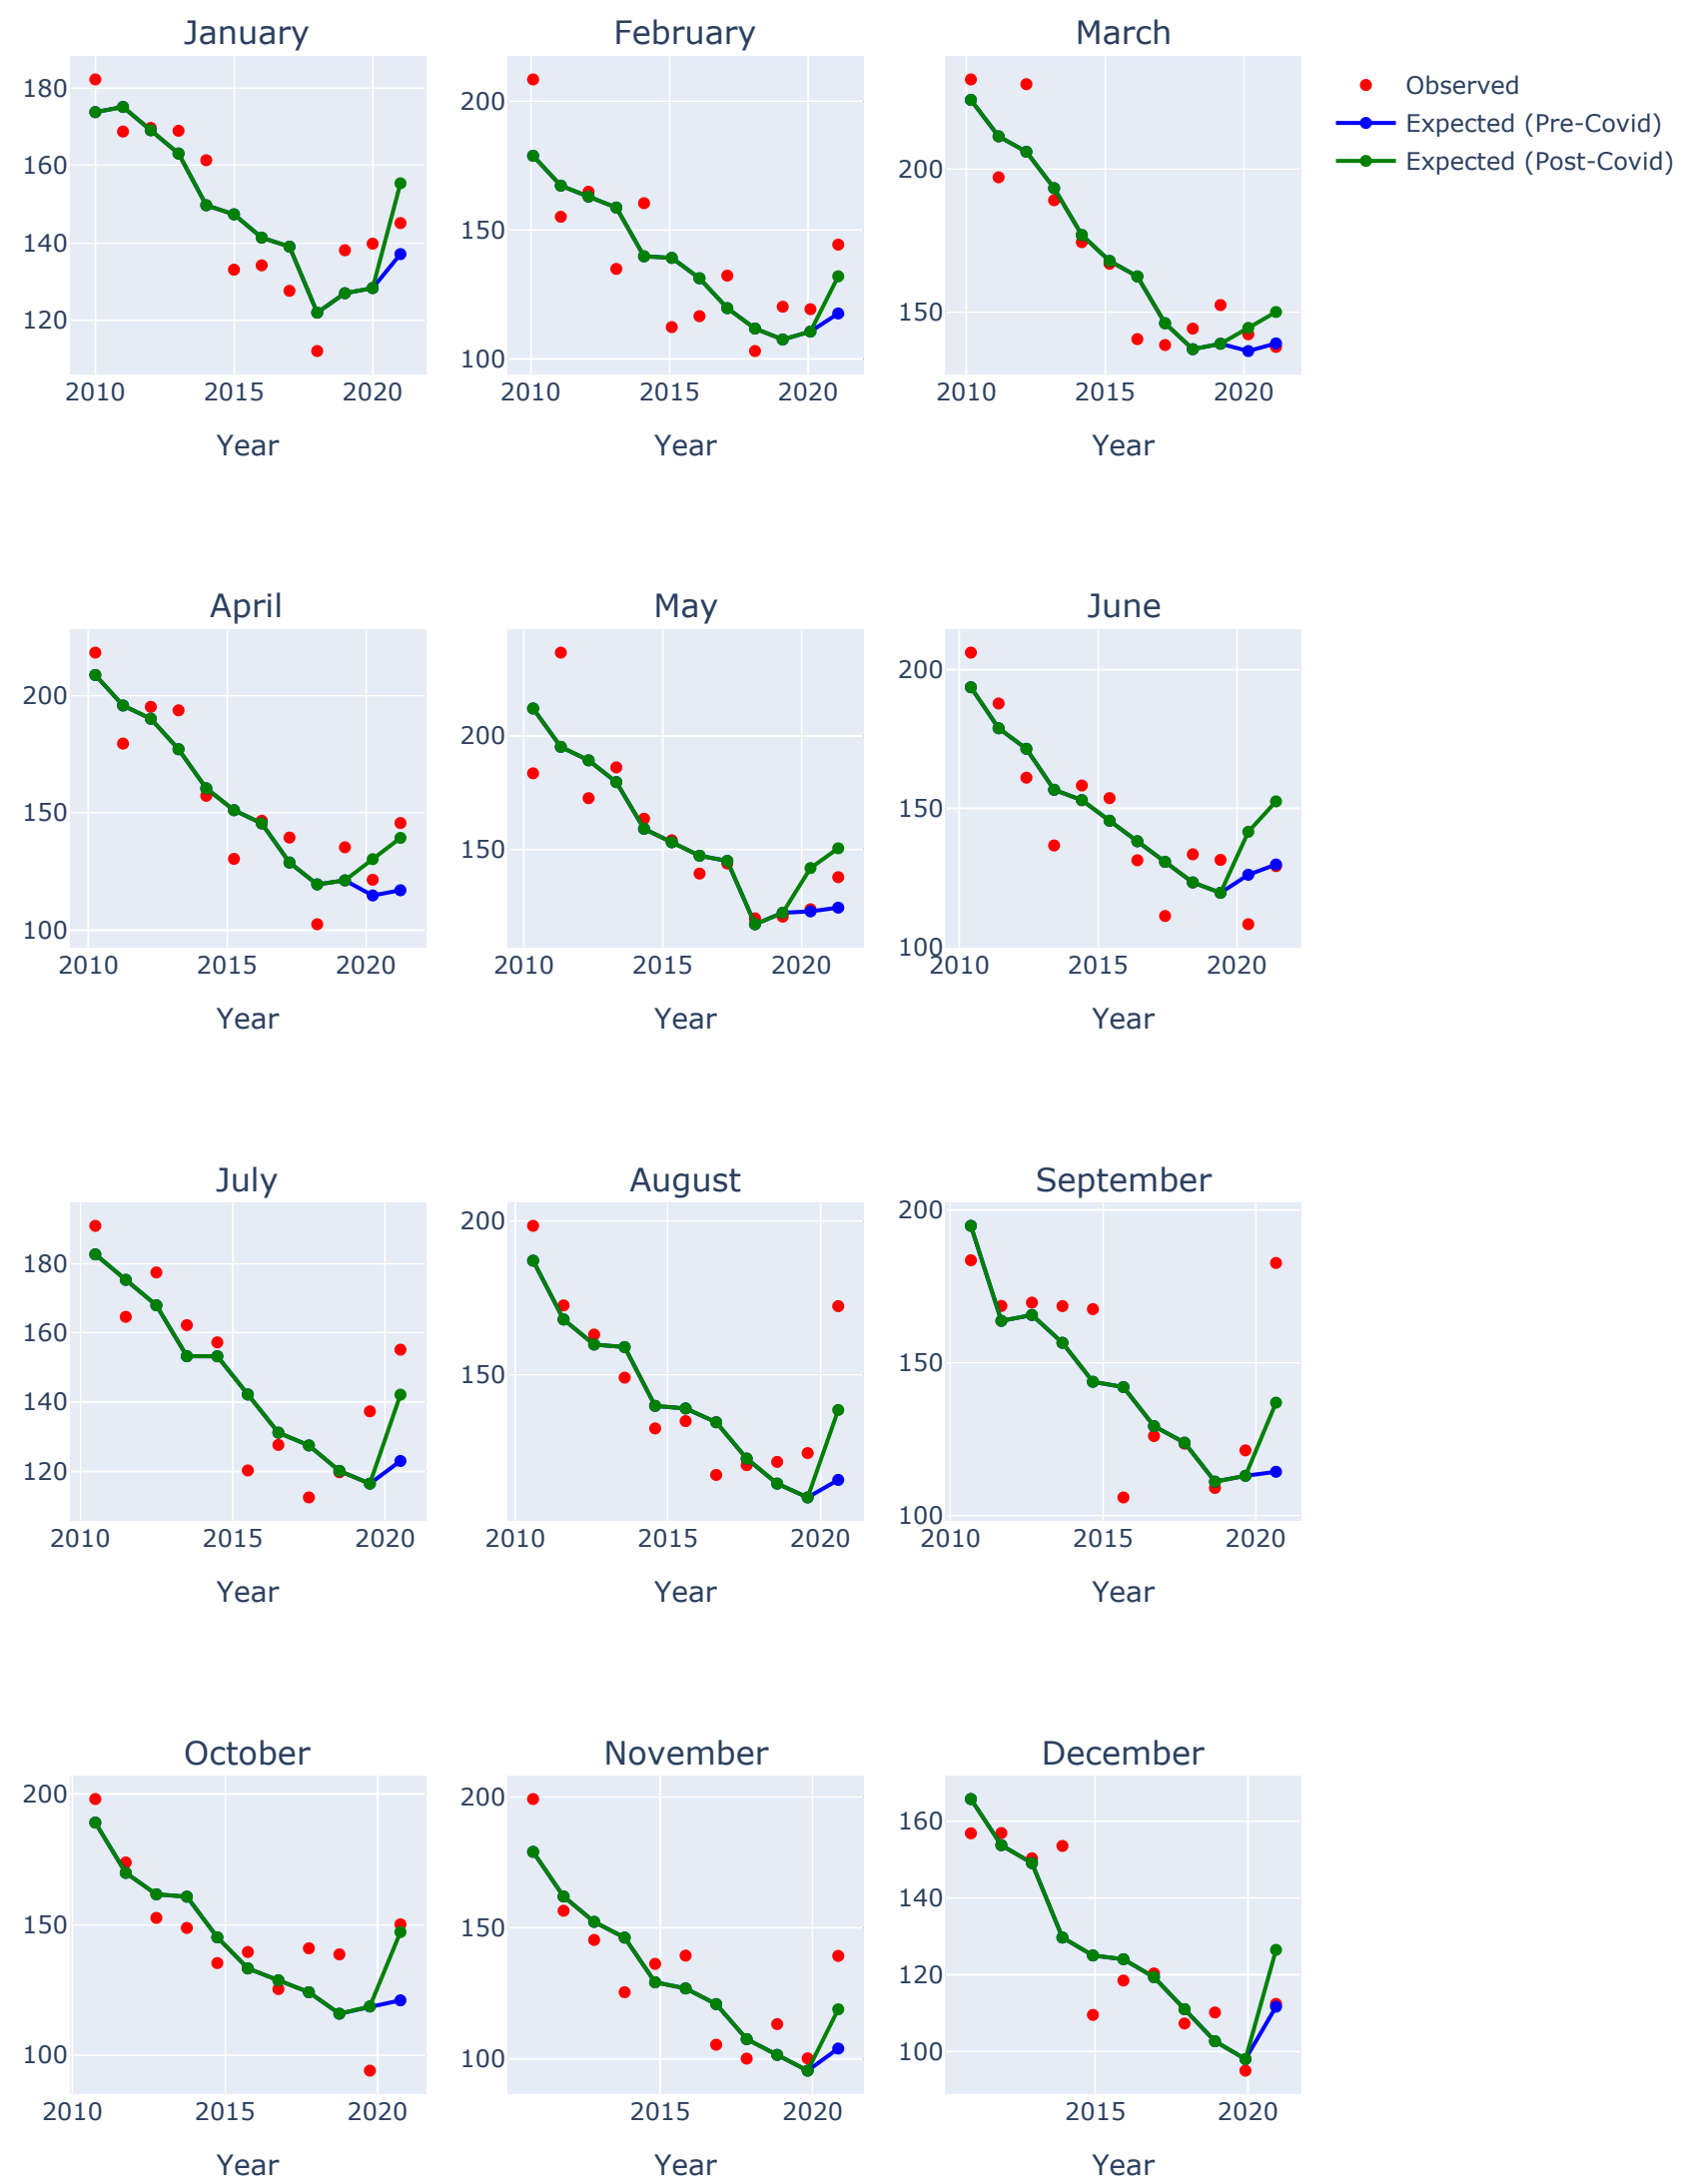 January
February
March
180
160
140
120
2010 2015 2020
Year
200
150
100
2010 2015 2020
Year
200
150
2010 2015 2020
Year
Observed
Expected (Pre-Covid)
Expected (Post-Covid)
April
May
June
200
150
100
2010 2015 2020
Year
200
150
2010 2015 2020
Year
200
150
100
2010 2015 2020
Year
July
August
September
180
160
140
120
2010 2015 2020
Year
200
150
2010 2015 2020
Year
200
150
100
2010 2015 2020
Year
October
November
December
200
150
100
2010 2015 2020
Year
200
150
100
2015 2020
Year
160
140
120
100
2015 2020
Year